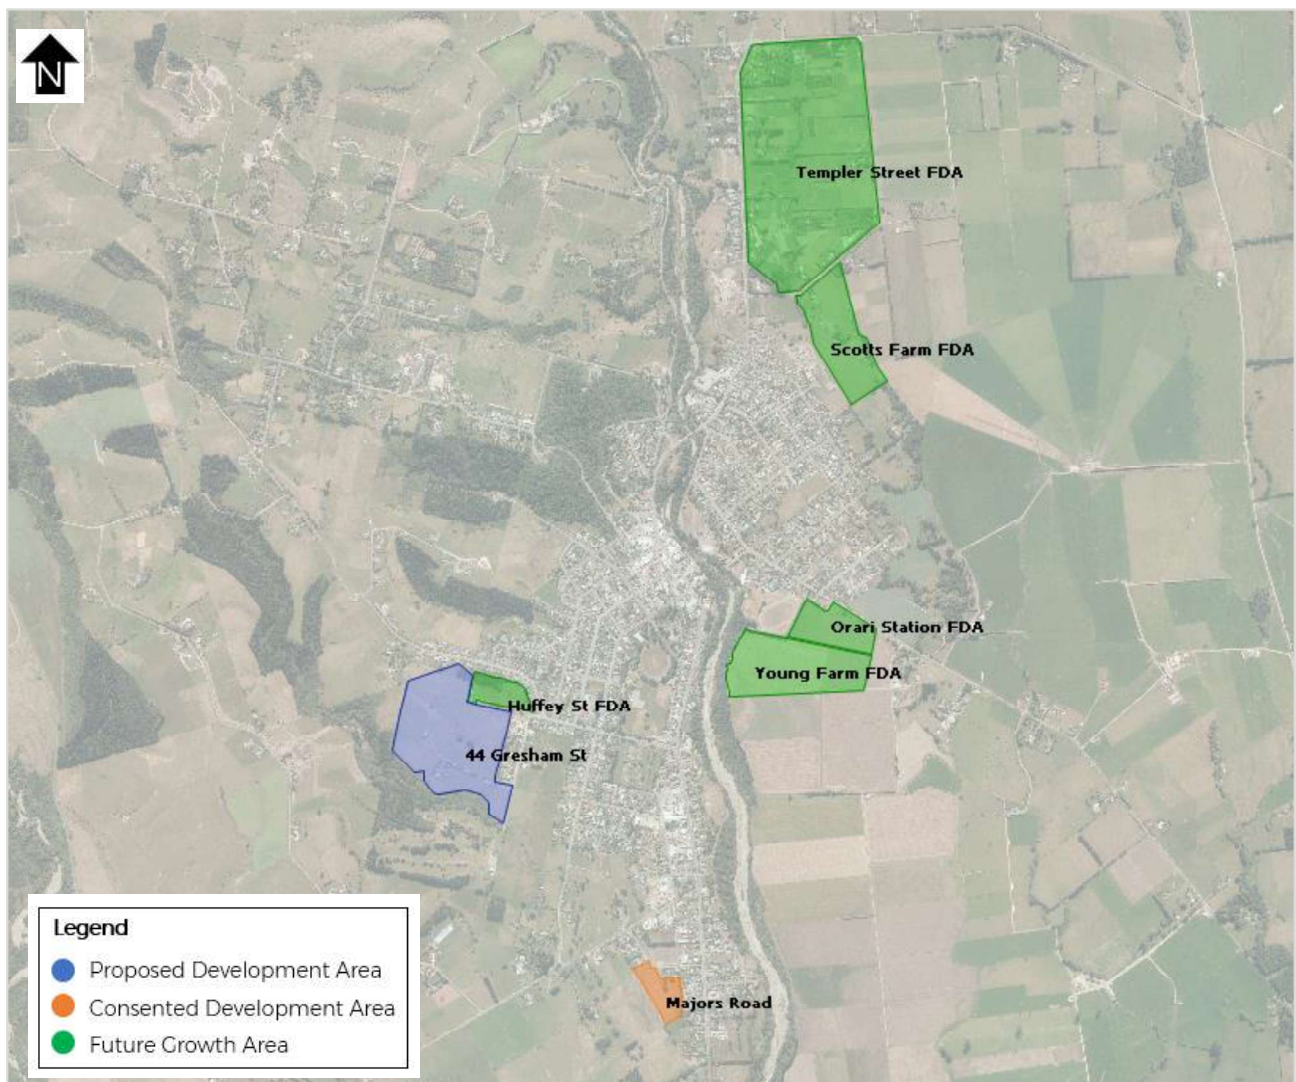 N
Templer Street FDA
Scotts Farm FDA
Orari Station FDA
Young Farm FDA
Huffey St FDA
44 Gresham St
Majors Road
Legend
Proposed Development Area
Consented Development Area
Future Growth Area